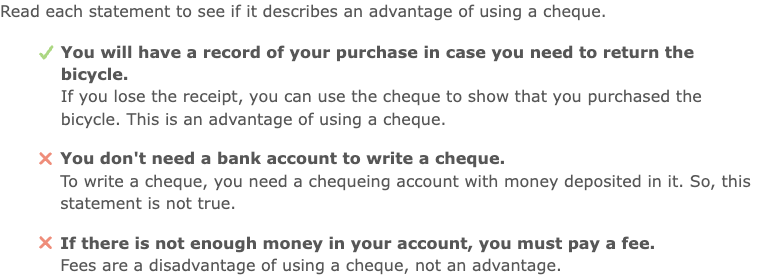 Read each statement to see if it describes an advantage of using a cheque.
You will have a record of your purchase in case you need to return the
bicycle.
If you lose the receipt, you can use the cheque to show that you purchased the
bicycle. This is an advantage of using a cheque.
You don't need a bank account to write a cheque.
To write a cheque, you need a chequeing account with money deposited in it. So, this
statement is not true.
If there is not enough money in your account, you must pay a fee.
Fees are a disadvantage of using a cheque, not an advantage.